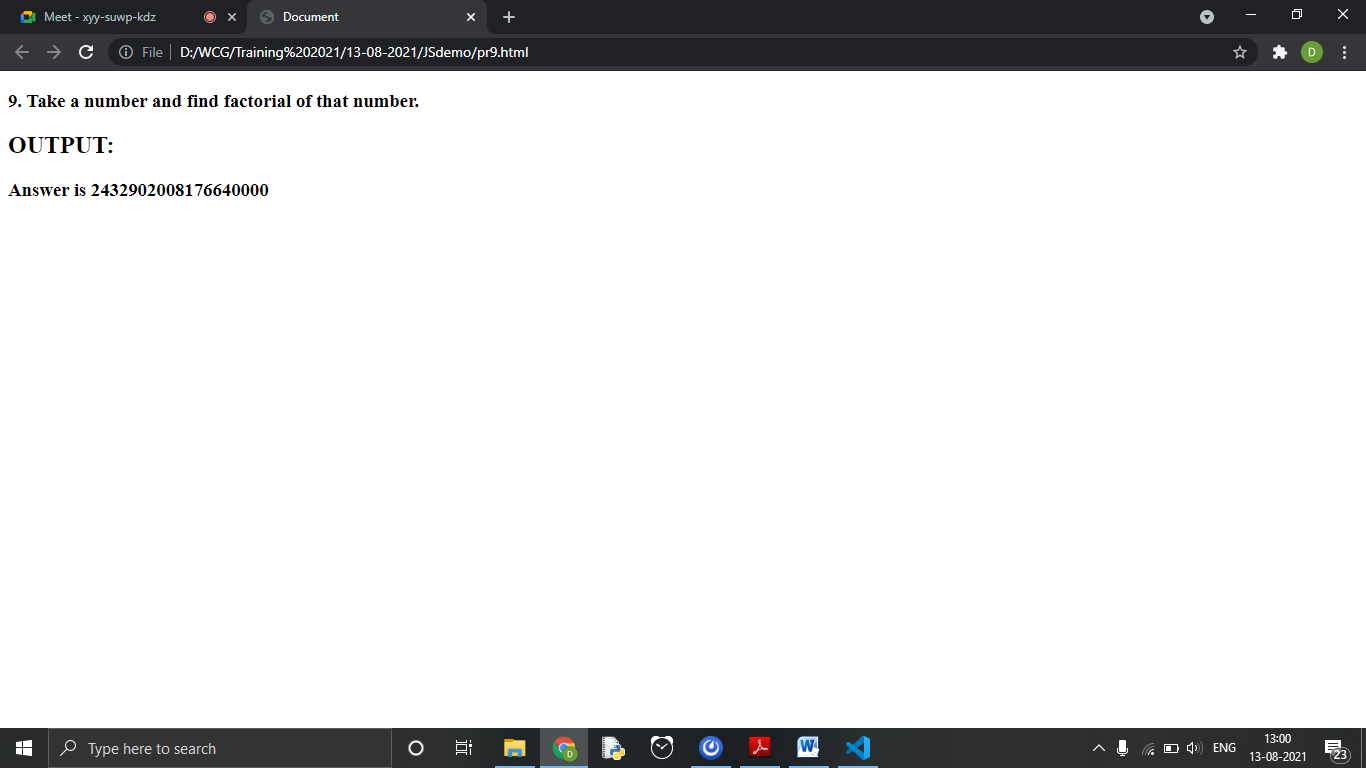 Meet - xyy-suwp-kdz
Document
File
D:/WCG/Training%202021/13-08-2021/JSdemo/pr9.html
D
9. Take a number and find factorial of that number.
OUTPUT:
Answer is 2432902008176640000
Type here to search
D
W
ENG
13:00
13-08-2021
23